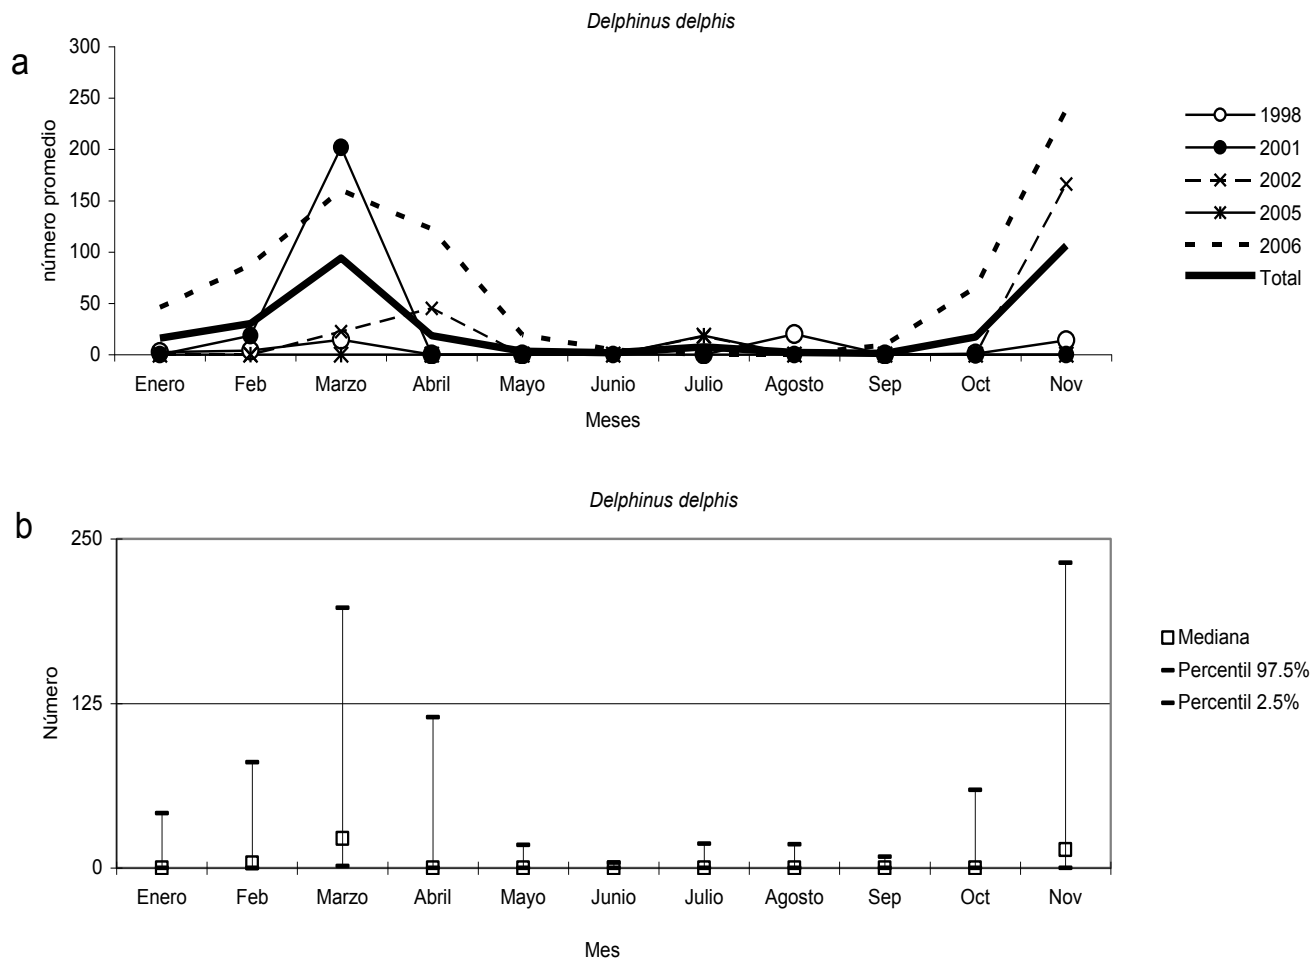 Delphinus delphis
a
300
250
200
150
100
50
0
número promedio
Enero Feb Marzo Abril Mayo Junio Julio Agosto Sep Oct Nov
Meses
1998
2001
2002
2005
2006
Total
Delphinus delphis
b
250
125
0
Número
Enero Feb Marzo Abril Mayo Junio Julio Agosto Sep Oct Nov
Mes
Mediana
Percentil 97.5%
Percentil 2.5%